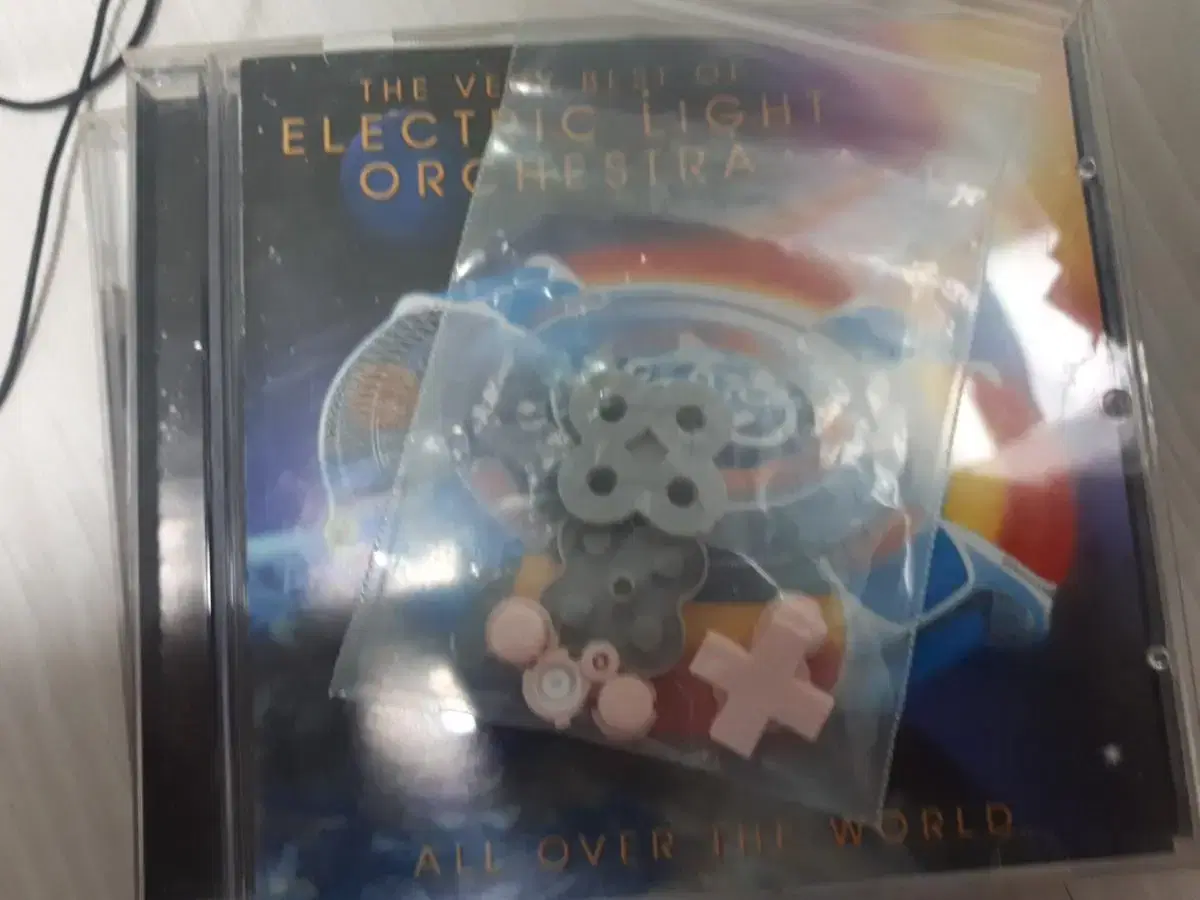 THE VERY BEST OF
ELECTRIC LIGHT
ORCHESTRA
ALL OVER THE WORLD